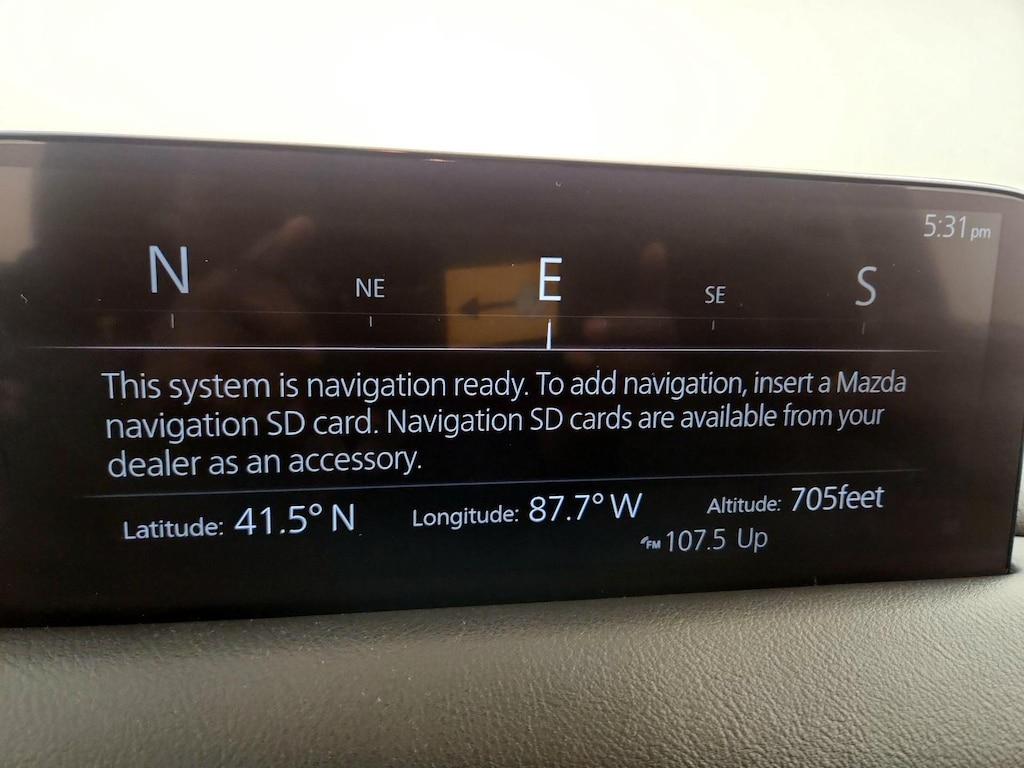 5:31pm
N NE E SE S
This system is navigation ready. To add navigation, insert a Mazda
navigation SD card. Navigation SD cards are available from your
dealer as an accessory.
Latitude: 41.5° N Longitude: 87.7° W Altitude: 705feet
FM 107.5 Up